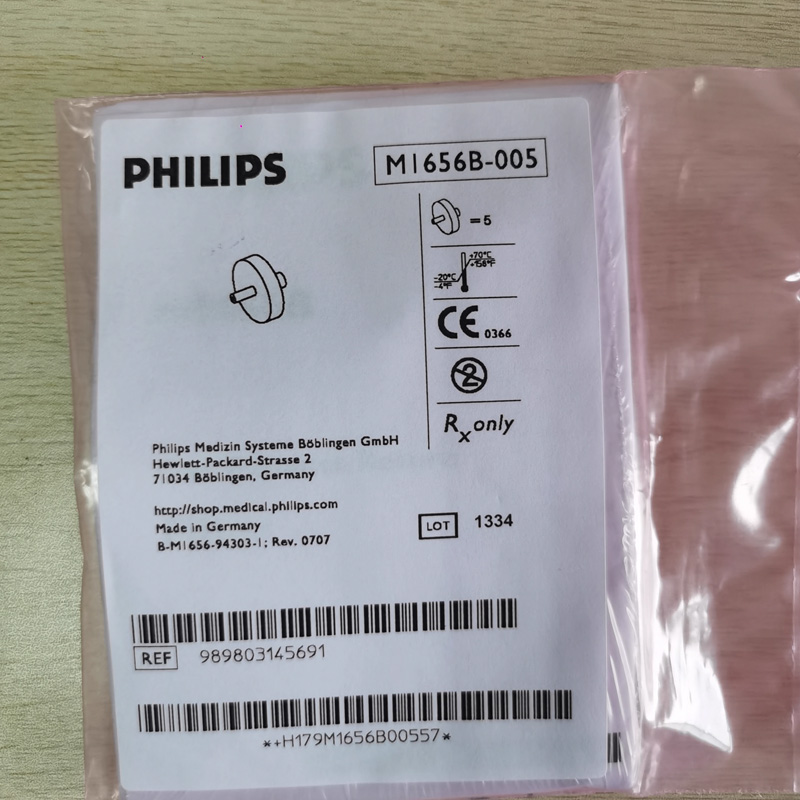 PHILIPS
M1656B-005
=5
+70°C
+158°F
-20°C
-4°F
CE 0366
2
Rx only
Philips Medizin Systeme Böblingen GmbH
Hewlett-Packard-Strasse 2
71034 Böblingen, Germany
http://shop.medical.philips.com
Made in Germany
B-M1656-94303-1; Rev. 0707
LOT 1334
REF 989803145691
*+H179M1656B00557*